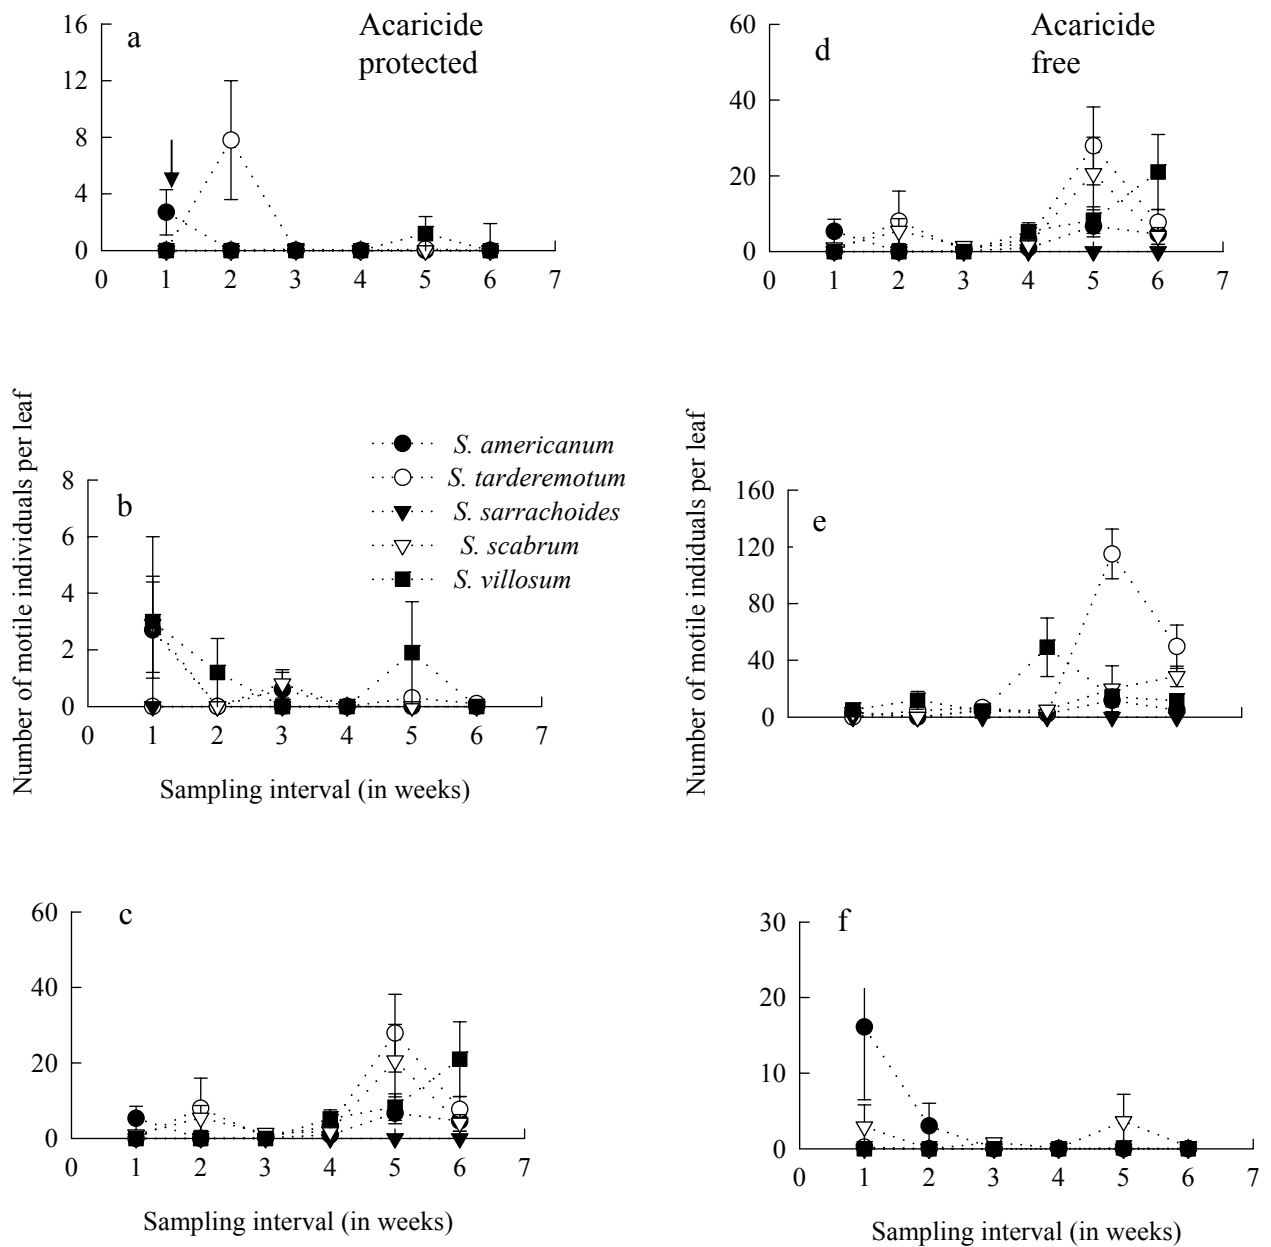 a
Acaricide
protected
16
12
8
4
0
0 1 2 3 4 5 6 7
d
Acaricide
free
60
40
20
0
0 1 2 3 4 5 6 7
Number of motile individuals per leaf
b
8
6
4
2
0
0 1 2 3 4 5 6 7
Sampling interval (in weeks)
S. americanum
S. tarderemotum
S. sarrachoides
S. scabrum
S. villosum
Number of motile indiduals per leaf
e
160
120
80
40
0
c
60
40
20
0
0 1 2 3 4 5 6 7
Sampling interval (in weeks)
f
30
20
10
0
0 1 2 3 4 5 6 7
Sampling interval (in weeks)